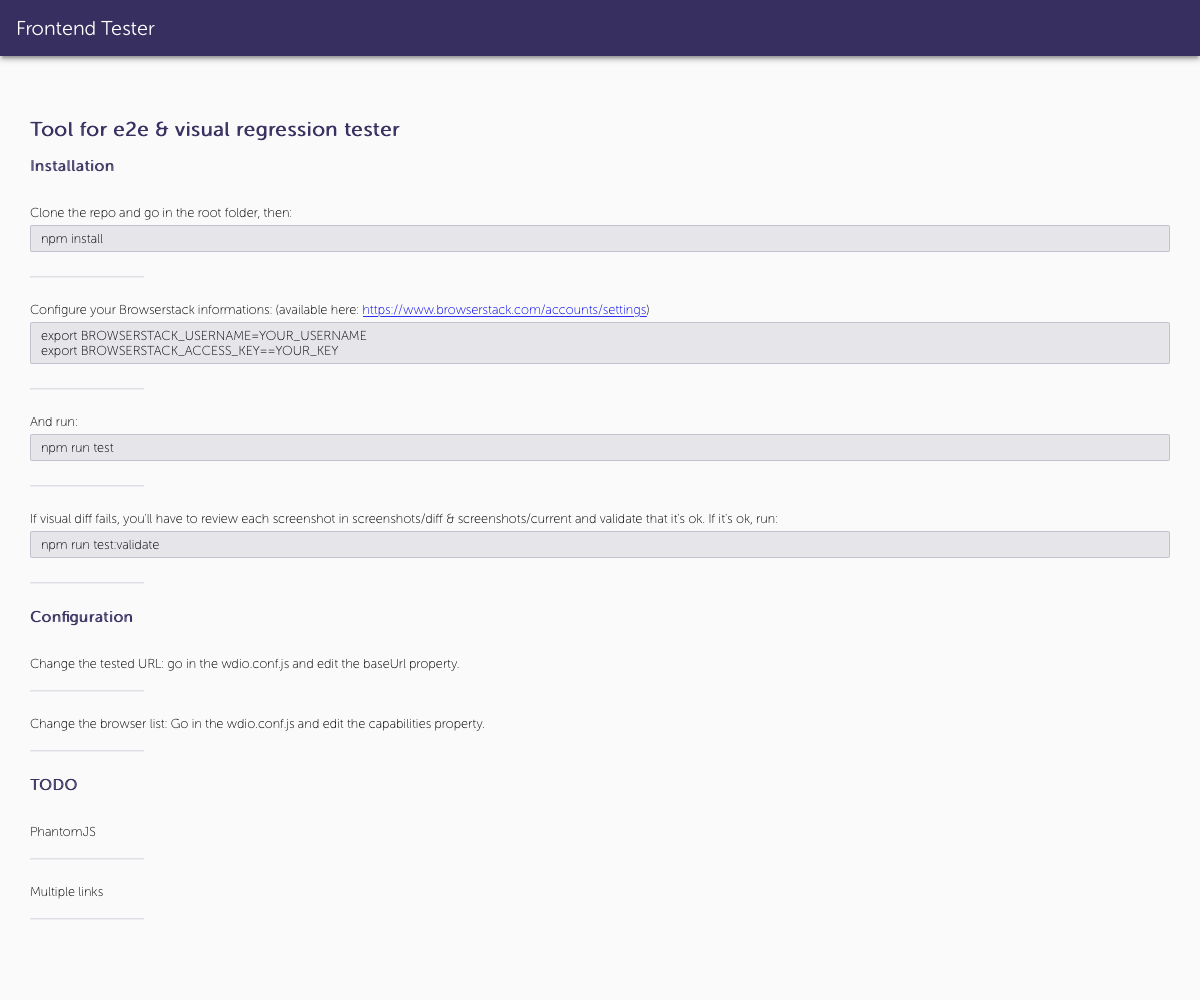 Frontend Tester
Tool for e2e & visual regression tester
Installation
Clone the repo and go in the root folder, then:
npm install
Configure your Browserstack informations: (available here: https://www.browserstack.com/accounts/settings)
export BROWSERSTACK_USERNAME=YOUR_USERNAME
export BROWSERSTACK_ACCESS_KEY==YOUR_KEY
And run:
npm run test
If visual diff fails, you'll have to review each screenshot in screenshots/diff & screenshots/current and validate that it's ok. If it's ok, run:
npm run test:validate
Configuration
Change the tested URL: go in the wdio.conf.js and edit the baseUrl property.
Change the browser list: Go in the wdio.conf.js and edit the capabilities property.
TODO
PhantomJS
Multiple links